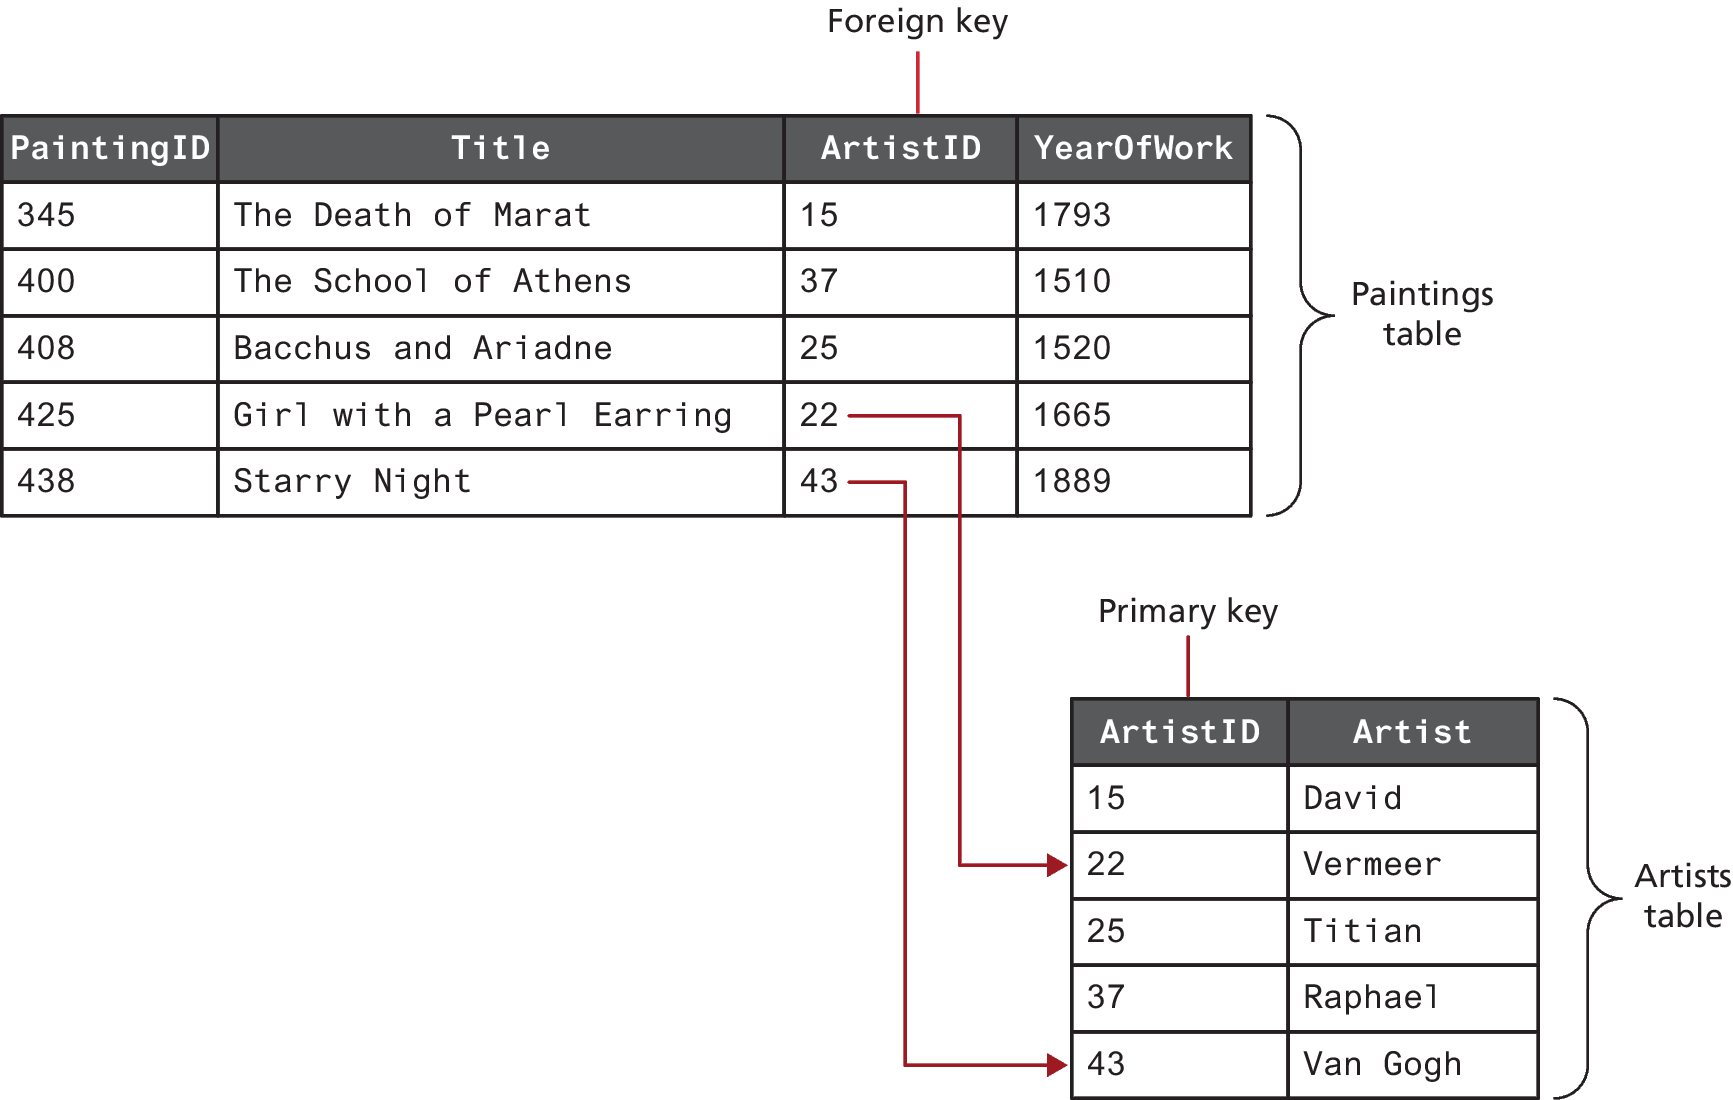 Foreign key
PaintingID Title ArtistID YearOfWork
345 The Death of Marat 15 1793
400 The School of Athens 37 1510
408 Bacchus and Ariadne 25 1520
425 Girl with a Pearl Earring 22 1665
438 Starry Night 43 1889
Paintings
table
Primary key
ArtistID Artist
15 David
22 Vermeer
25 Titian
37 Raphael
43 Van Gogh
Artists
table